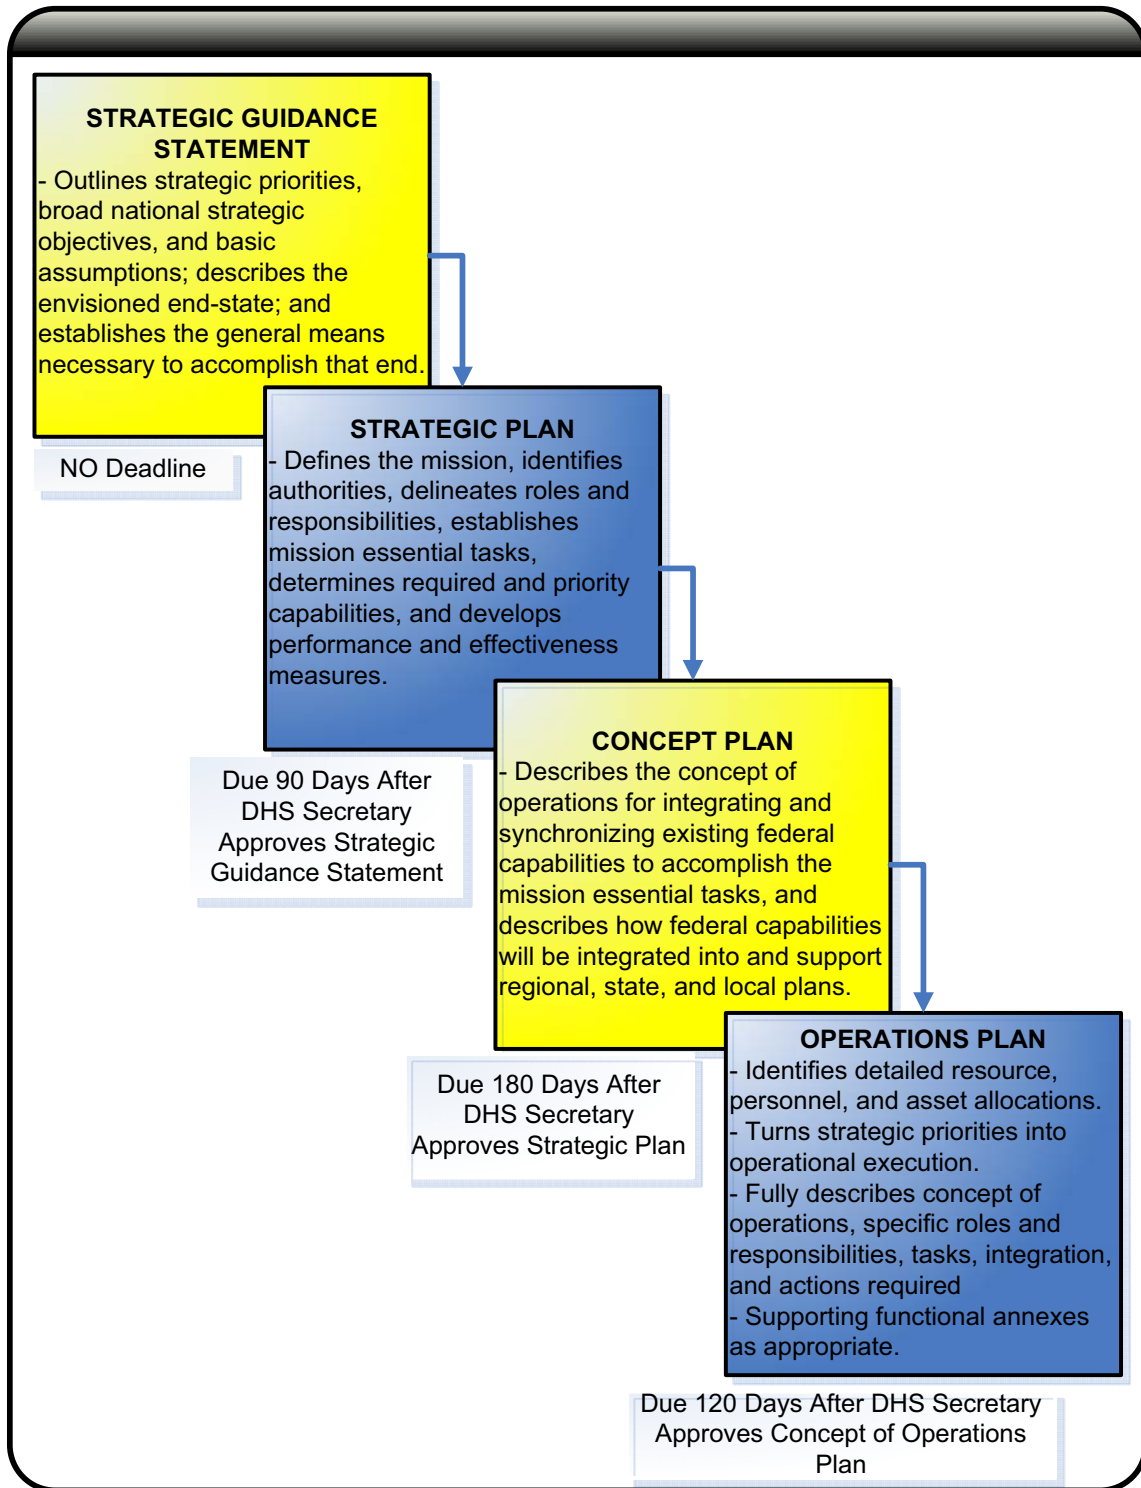 STRATEGIC GUIDANCE
STATEMENT
- Outlines strategic priorities,
broad national strategic
objectives, and basic
assumptions; describes the
envisioned end-state; and
establishes the general means
necessary to accomplish that end.
NO Deadline
STRATEGIC PLAN
- Defines the mission, identifies
authorities, delineates roles and
responsibilities, establishes
mission essential tasks,
determines required and priority
capabilities, and develops
performance and effectiveness
measures.
Due 90 Days After
DHS Secretary
Approves Strategic
Guidance Statement
CONCEPT PLAN
- Describes the concept of
operations for integrating and
synchronizing existing federal
capabilities to accomplish the
mission essential tasks, and
describes how federal capabilities
will be integrated into and support
regional, state, and local plans.
Due 180 Days After
DHS Secretary
Approves Strategic Plan
OPERATIONS PLAN
- Identifies detailed resource,
personnel, and asset allocations.
- Turns strategic priorities into
operational execution.
- Fully describes concept of
operations, specific roles and
responsibilities, tasks, integration,
and actions required
- Supporting functional annexes
as appropriate.
Due 120 Days After DHS Secretary
Approves Concept of Operations
Plan